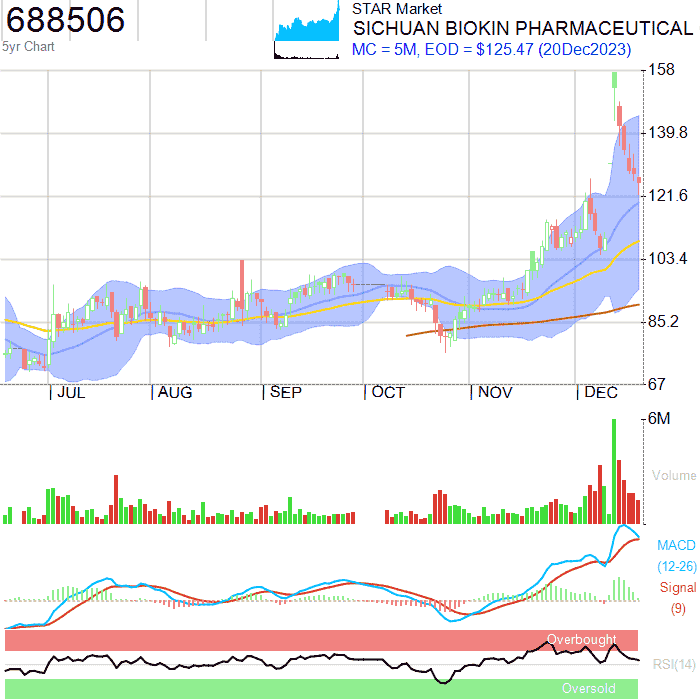 688506
5yr Chart
STAR Market
SICHUAN BIOKIN PHARMACEUTICAL
MC = 5M, EOD = $125.47 (20Dec2023)
158
139.8
121.6
103.4
85.2
67
JUL
AUG
SEP
OCT
NOV
DEC
6M
Volume
MACD
(12-26)
Signal
(9)
Overbought
RSI(14)
Oversold